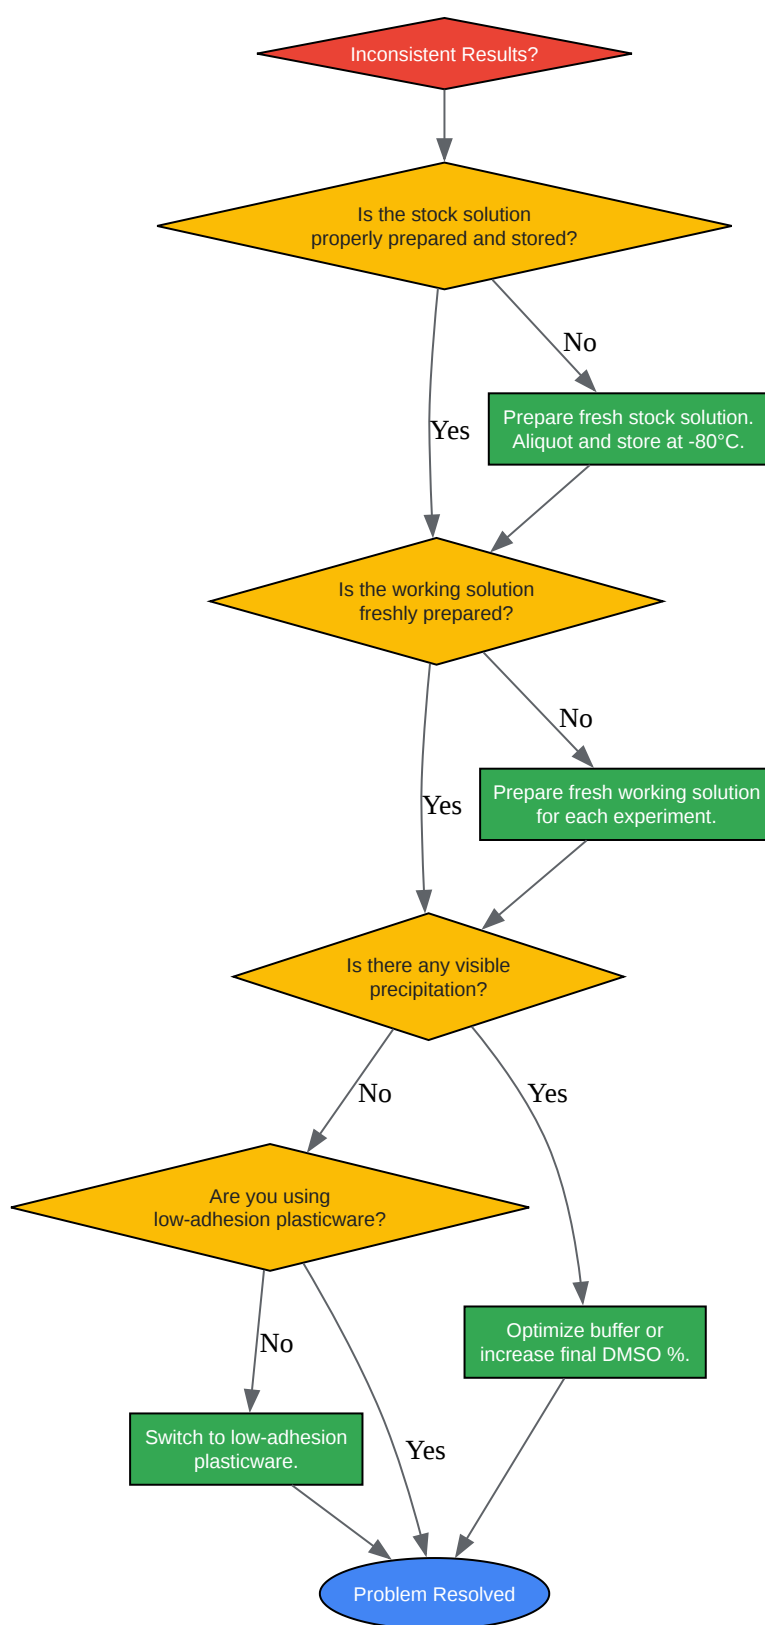 Inconsistent Results?
Is the stock solution
properly prepared and stored?
No
Yes
Prepare fresh stock solution.
Aliquot and store at -80°C.
Is the working solution
freshly prepared?
No
Yes
Prepare fresh working solution
for each experiment.
Is there any visible
precipitation?
No
Yes
Are you using
low-adhesion plasticware?
Optimize buffer or
increase final DMSO %.
No
Switch to low-adhesion
plasticware.
Yes
Problem Resolved